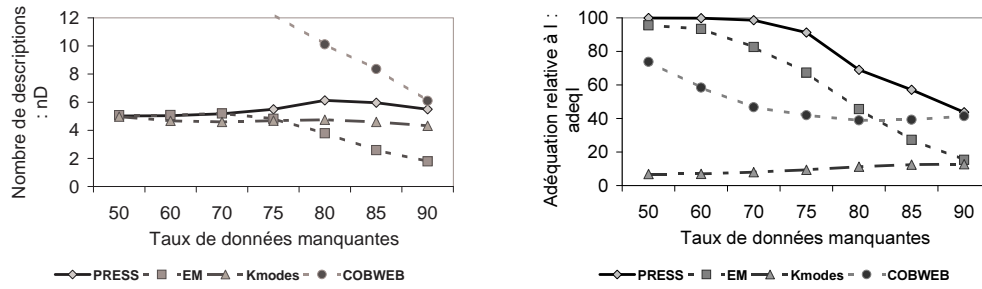 Nombre de descriptions
: nD
12
10
8
6
4
2
0
50 60 70 75 80 85 90
Taux de données manquantes
PRESS EM Kmodes COBWEB
Adéquation relative à I :
adeqI
100
80
60
40
20
0
50 60 70 75 80 85 90
Taux de données manquantes
PRESS EM Kmodes COBWEB